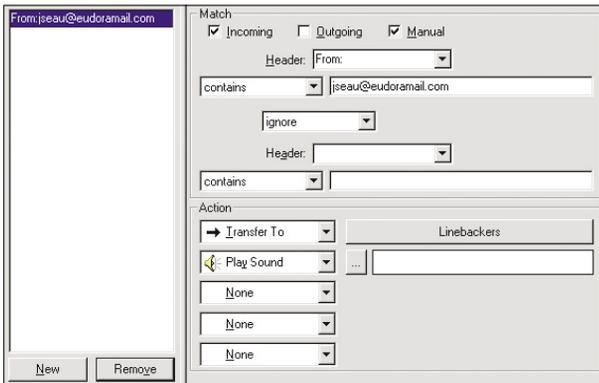 From:jseau@eudoramail.com
New
Remove
Match
Incoming
Outgoing
Manual
Header: From:
contains jseau@eudoramail.com
ignore
Header:
contains
Action
Transfer To Linebackers
Play Sound ...
None
None
None